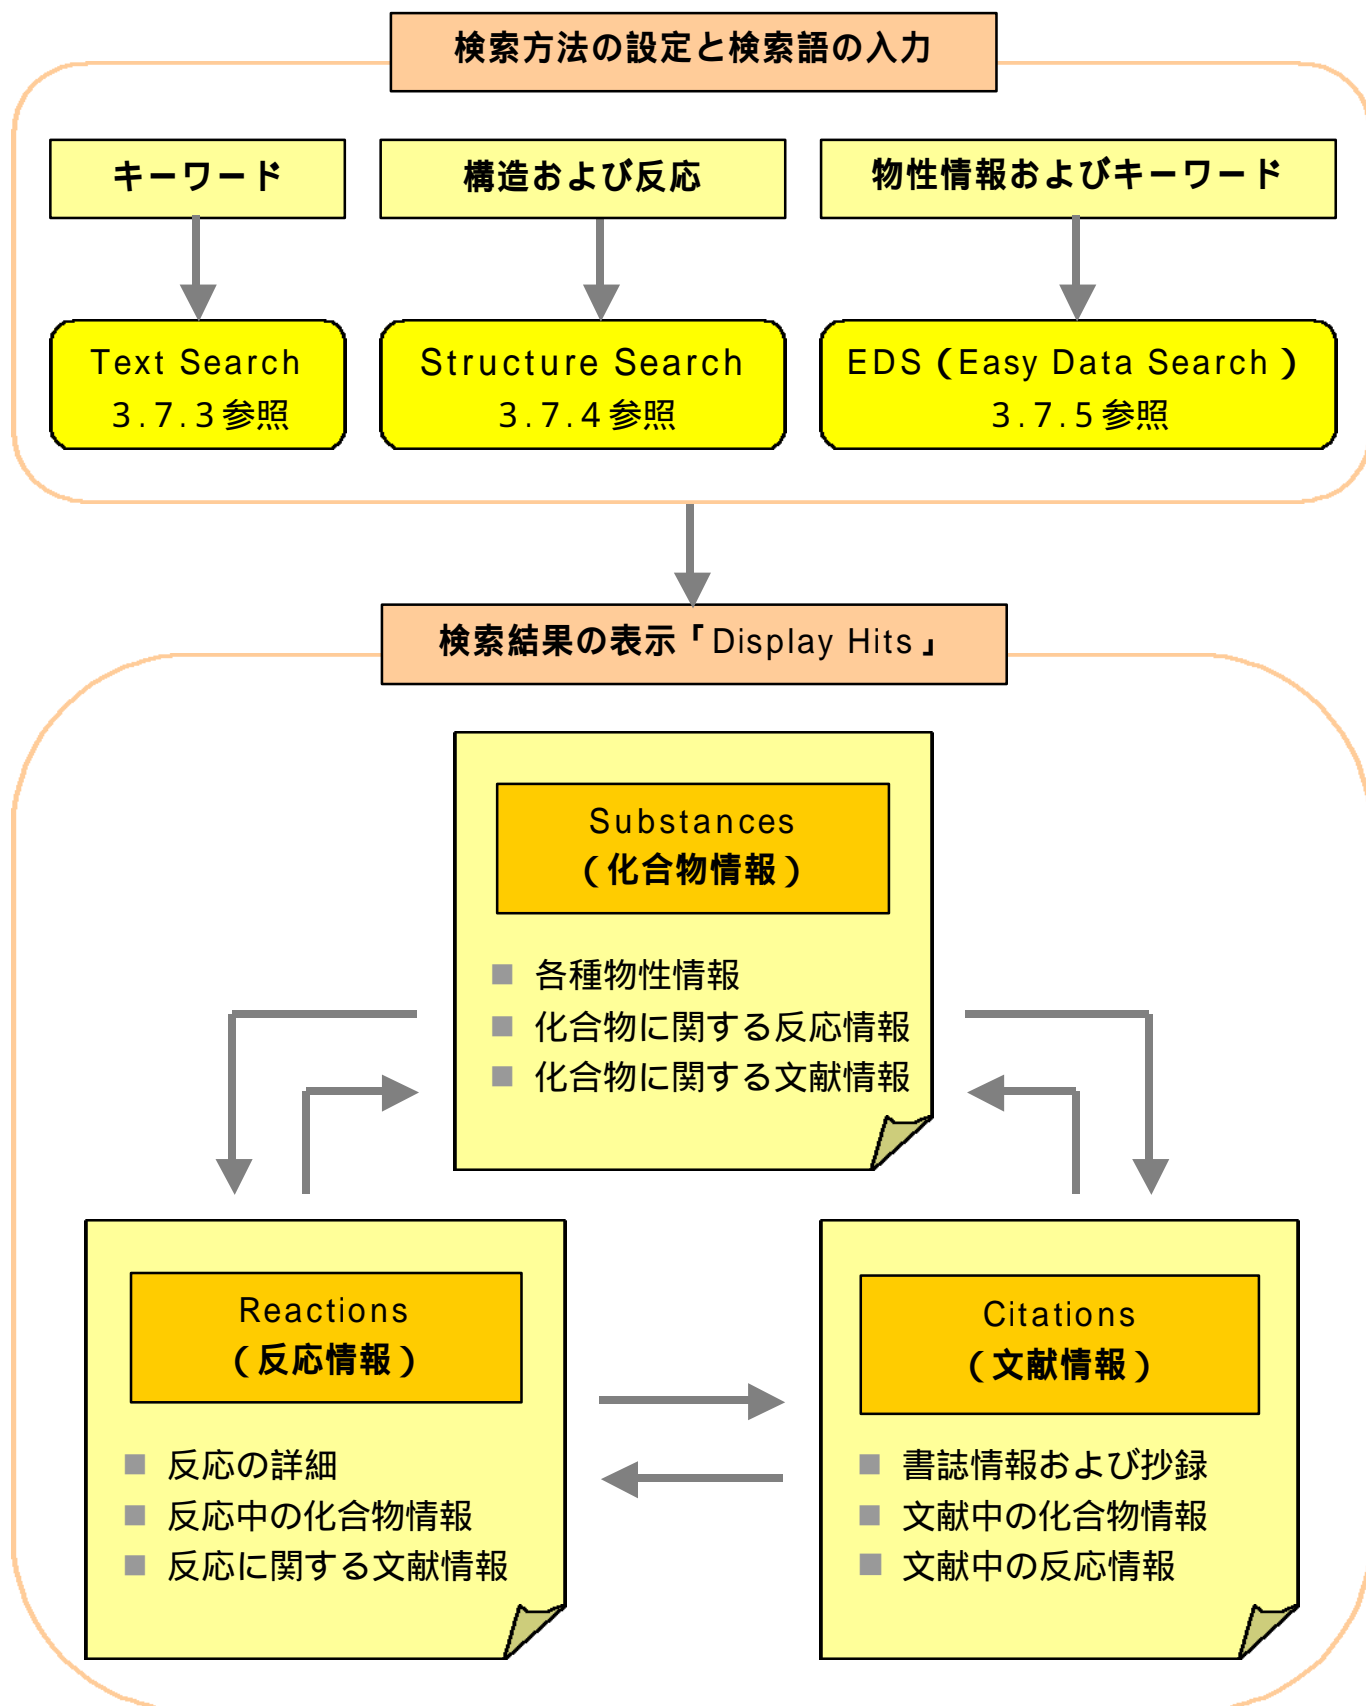 検索方法の設定と検索語の入力
キーワード
構造および反応
物性情報およびキーワード
Text Search
3.7.3参照
Structure Search
3.7.4参照
EDS(Easy Data Search)
3.7.5参照
検索結果の表示「Display Hits」
Substances
(化合物情報)
■ 各種物性情報
■ 化合物に関する反応情報
■ 化合物に関する文献情報
Reactions
(反応情報)
■ 反応の詳細
■ 反応中の化合物情報
■ 反応に関する文献情報
Citations
(文献情報)
■ 書誌情報および抄録
■ 文献中の化合物情報
■ 文献中の反応情報